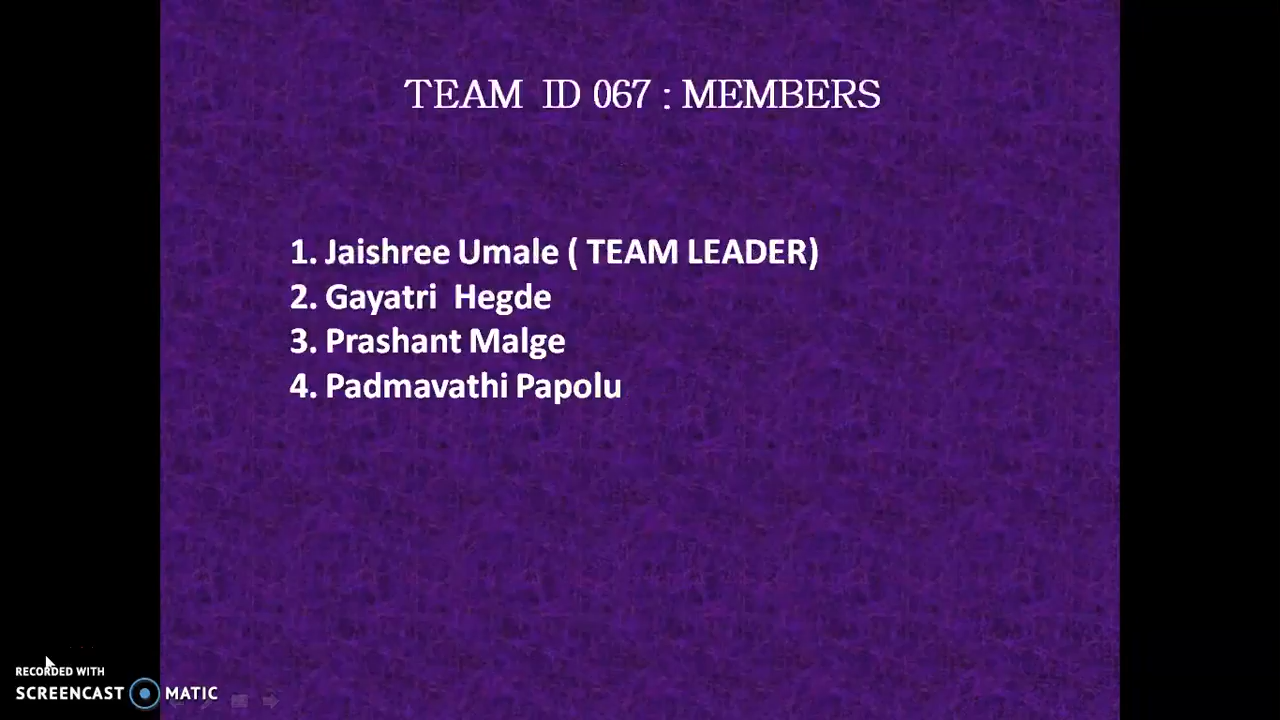 TEAM ID 067 : MEMBERS
1. Jaishree Umale ( TEAM LEADER)
2. Gayatri Hegde
3. Prashant Malge
4. Padmavathi Papolu
RECORDED WITH
SCREENCAST MATIC